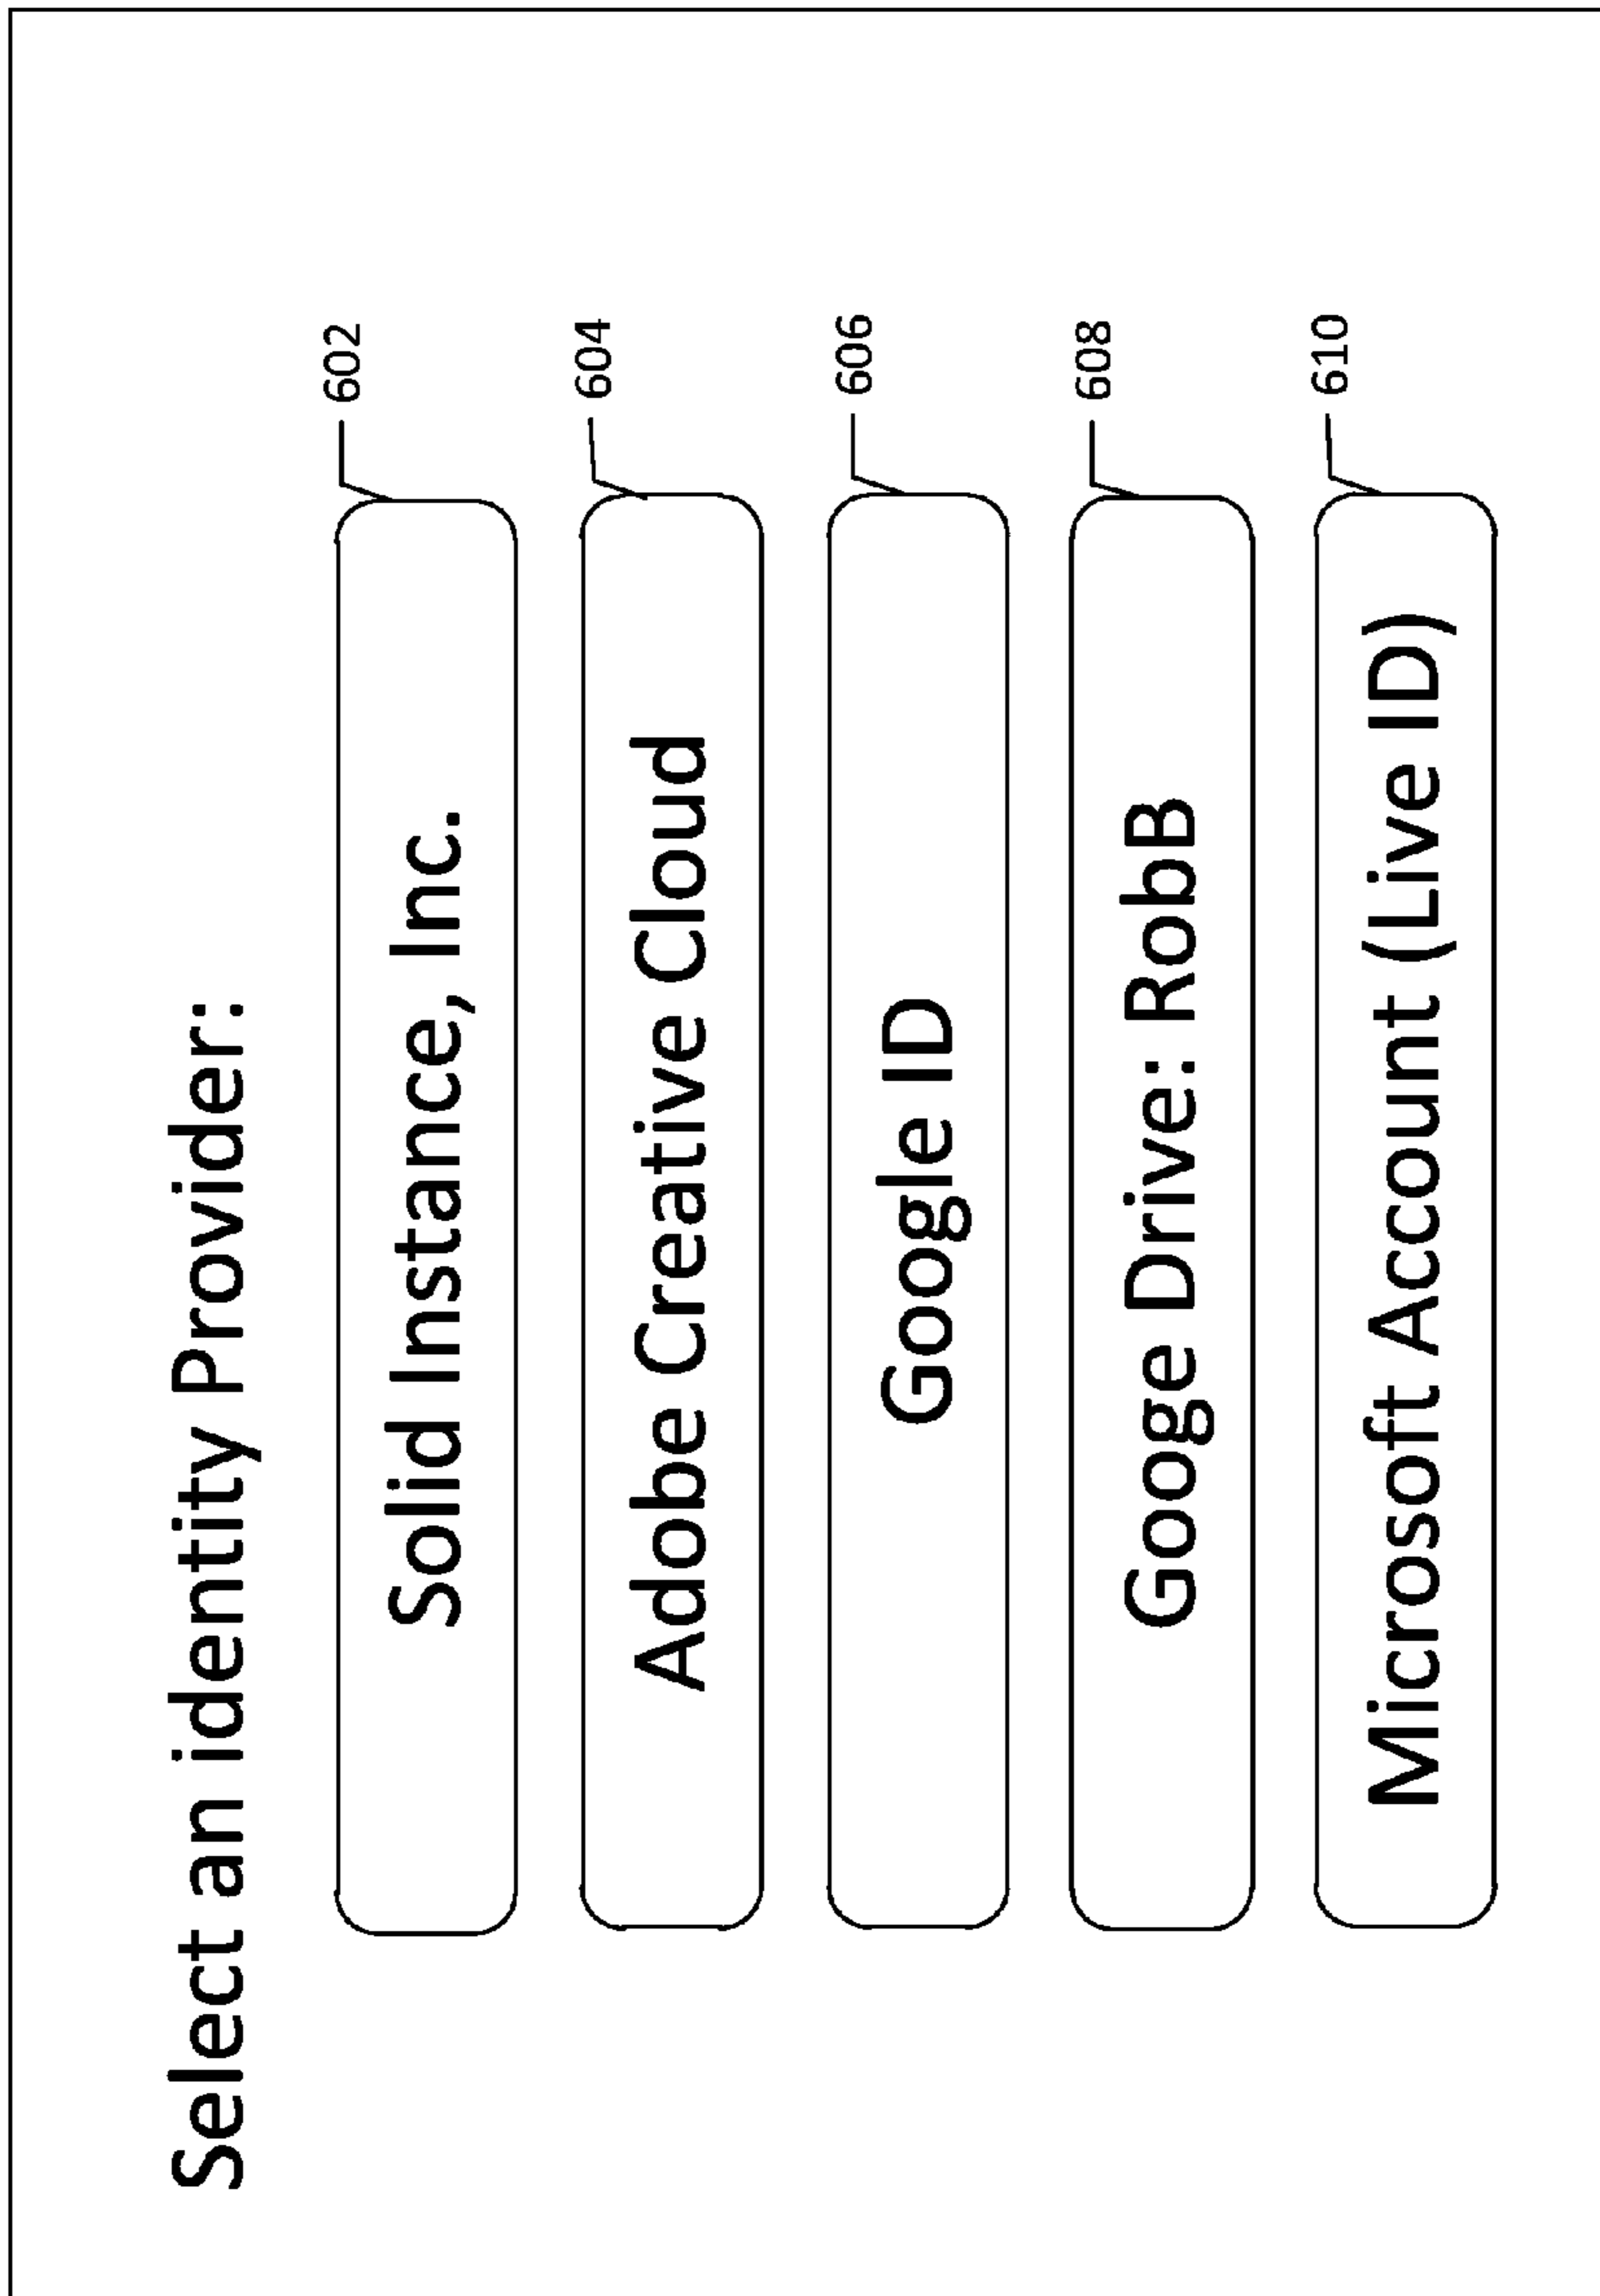 Select an identity Provider:
Solid Instance, Inc.
602
Adobe Creative Cloud
604
Google ID
606
Googe Drive: RobB
608
Microsoft Account (Live ID)
610